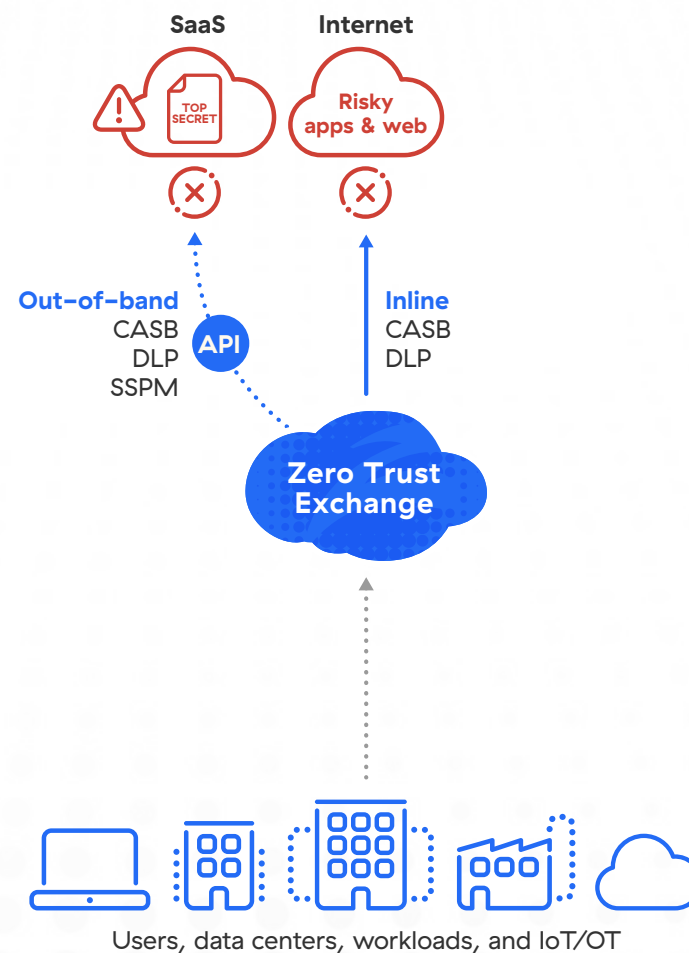 SaaS
Internet
TOP
SECRET
Risky
apps & web
Out-of-band
CASB
DLP
SSPM
API
Inline
CASB
DLP
Zero Trust
Exchange
Users, data centers, workloads, and IoT/OT